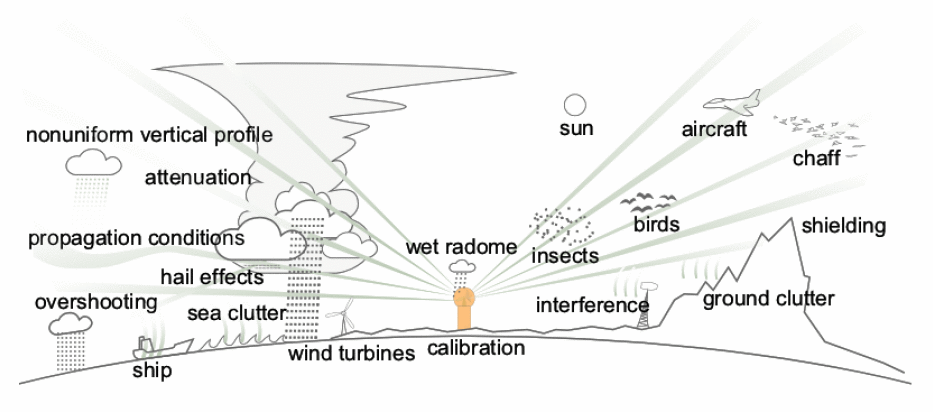 nonuniform vertical profile
attenuation
propagation conditions
hail effects
overshooting
sea clutter
ship
wind turbines
calibration
wet radome
sun
aircraft
chaff
birds
insects
shielding
interference
ground clutter